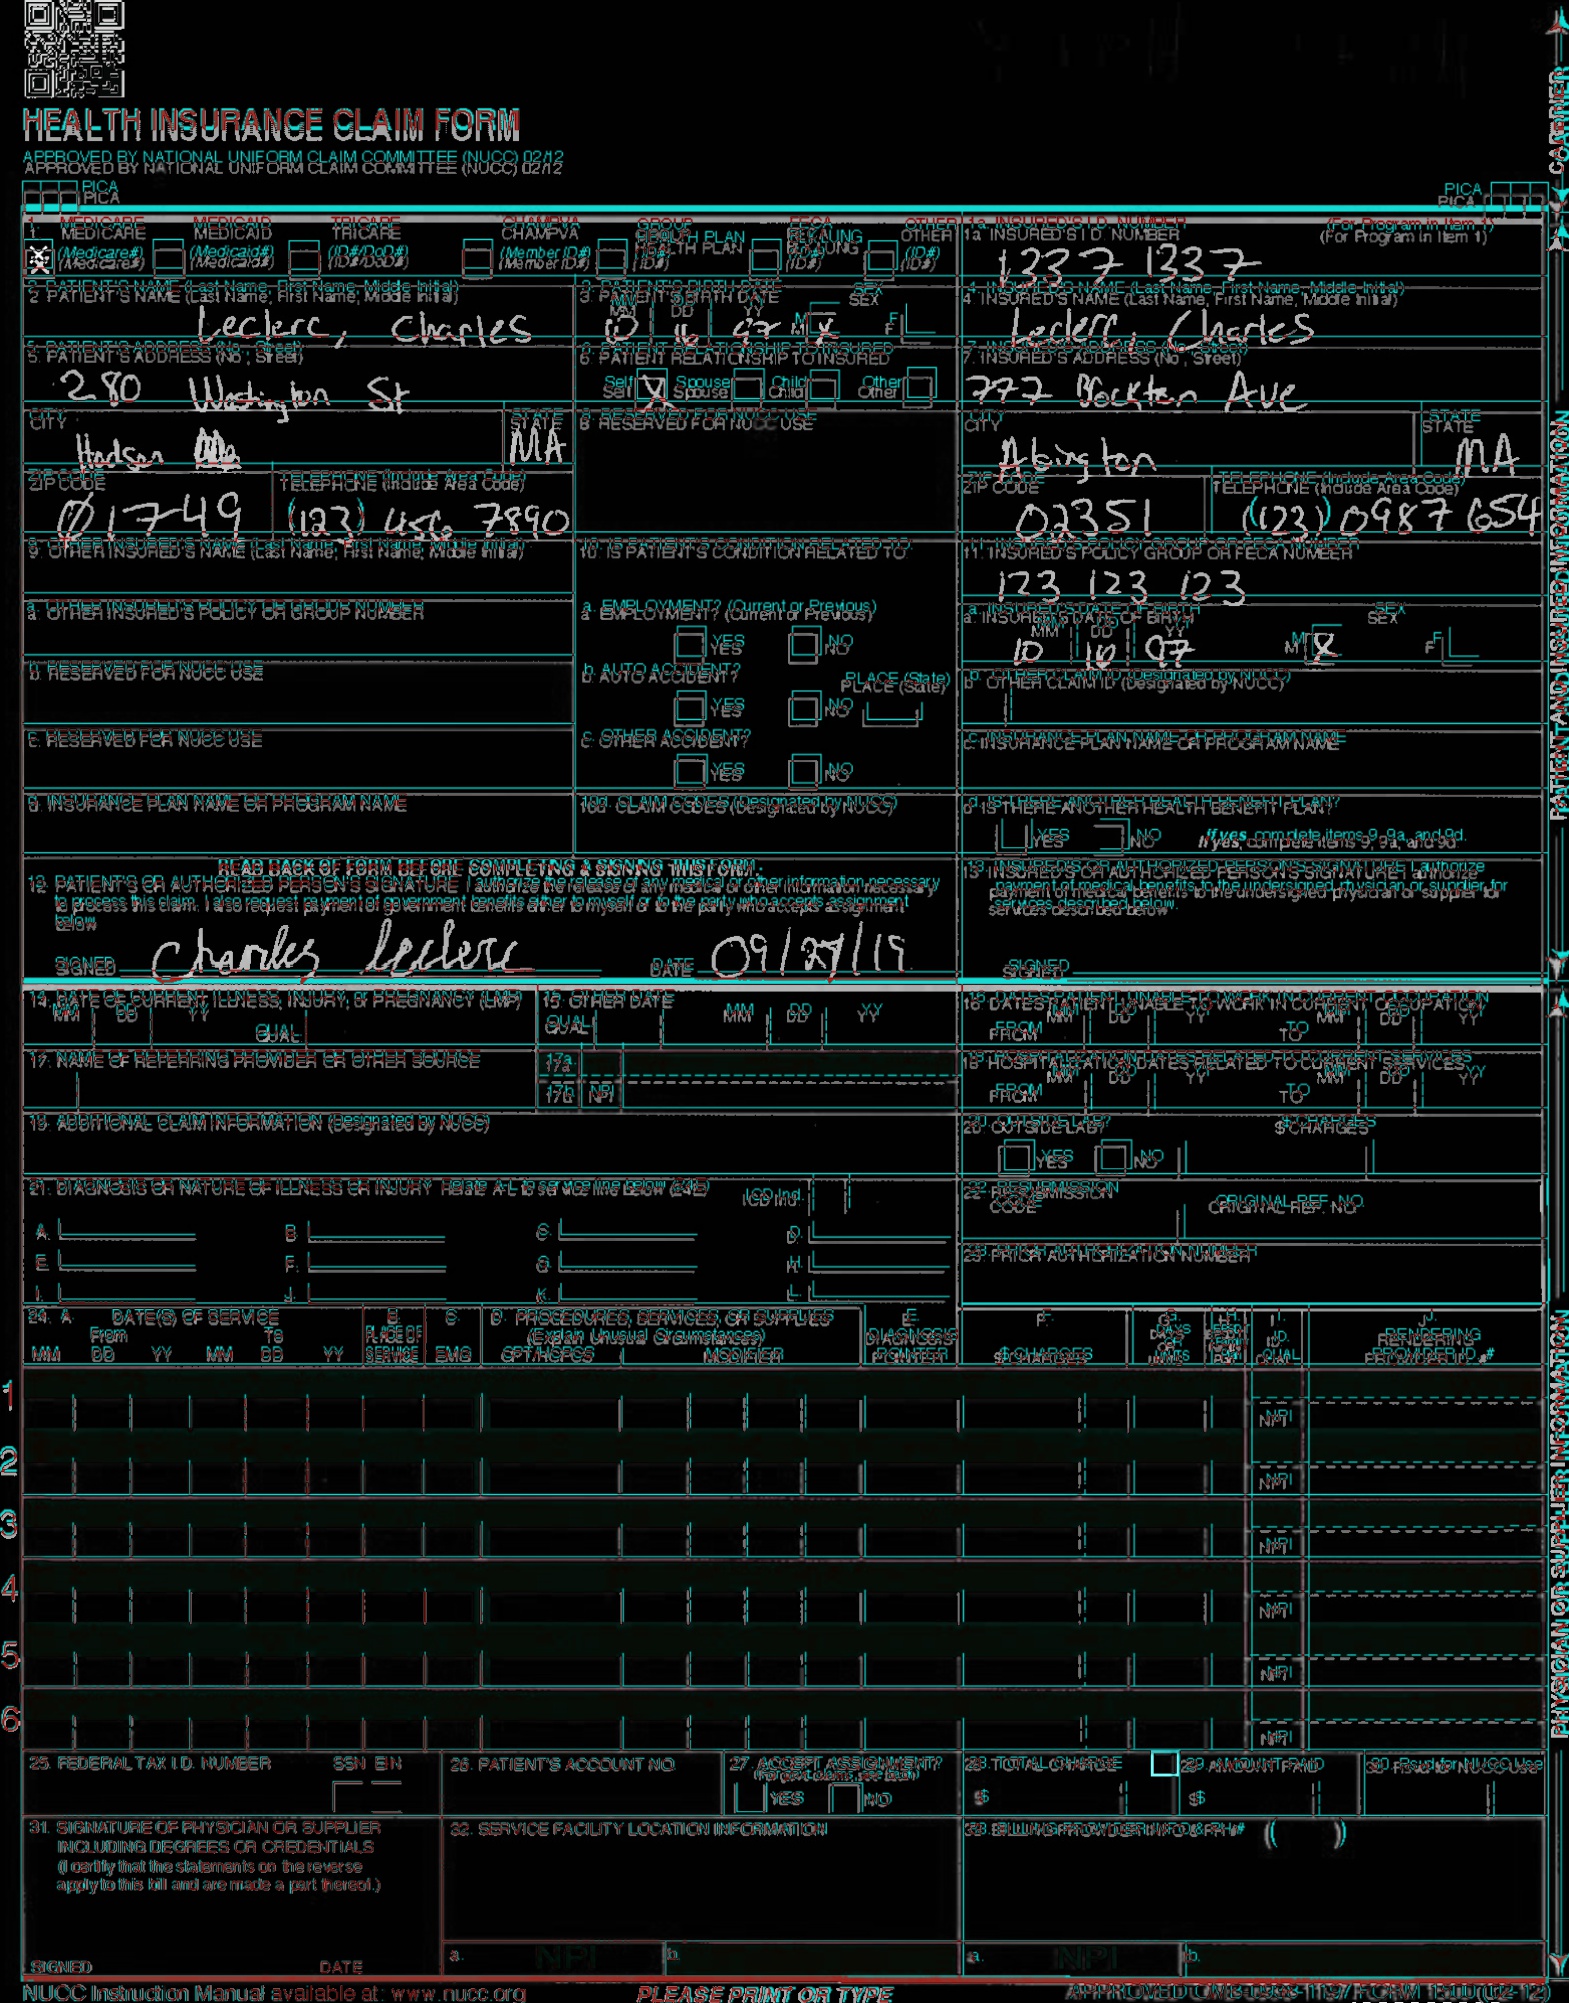 HEALTH INSURANCE CLAIM FORM
APPROVED BY NATIONAL UNIFORM CLAIM COMMITTEE (NUCC) 02/12
PICA PICA
1. MEDICARE MEDICAID TRICARE CHAMPVA GROUP HEALTH PLAN FECA BLK LUNG OTHER
(Medicare#) (Medicaid#) (ID#/DoD#) (Member ID#) (ID#) (ID#) (ID#)
1a. INSURED'S I.D. NUMBER (For Program in Item 1)
1337 1337
2. PATIENT'S NAME (Last Name, First Name, Middle Initial)
Leclerc, Charles
3. PATIENT'S BIRTH DATE SEX
MM DD YY
10 16 97 M X F
4. INSURED'S NAME (Last Name, First Name, Middle Initial)
Leclerc, Charles
5. PATIENT'S ADDRESS (No., Street)
280 Washington St
6. PATIENT RELATIONSHIP TO INSURED
Self X Spouse Child Other
7. INSURED'S ADDRESS (No., Street)
777 Brockton Ave
CITY STATE
Hudson MA
8. RESERVED FOR NUCC USE
CITY STATE
Abington MA
ZIP CODE TELEPHONE (Include Area Code)
01749 (123) 456 7890
ZIP CODE TELEPHONE (Include Area Code)
02351 (123) 0987 654
9. OTHER INSURED'S NAME (Last Name, First Name, Middle Initial)
10. IS PATIENT'S CONDITION RELATED TO:
11. INSURED'S POLICY GROUP OR FECA NUMBER
123 123 123
a. OTHER INSURED'S POLICY OR GROUP NUMBER
a. EMPLOYMENT? (Current or Previous)
YES NO
a. INSURED'S DATE OF BIRTH SEX
MM DD YY
10 16 97 M X F
b. RESERVED FOR NUCC USE
b. AUTO ACCIDENT? PLACE (State)
YES NO
b. OTHER CLAIM ID (Designated by NUCC)
c. RESERVED FOR NUCC USE
c. OTHER ACCIDENT?
YES NO
c. INSURANCE PLAN NAME OR PROGRAM NAME
d. INSURANCE PLAN NAME OR PROGRAM NAME
10d. CLAIM CODES (Designated by NUCC)
d. IS THERE ANOTHER HEALTH BENEFIT PLAN?
YES NO If yes, complete items 9, 9a, and 9d.
READ BACK OF FORM BEFORE COMPLETING & SIGNING THIS FORM.
12. PATIENT'S OR AUTHORIZED PERSON'S SIGNATURE I authorize the release of any medical or other information necessary
to process this claim. I also request payment of government benefits either to myself or to the party who accepts assignment
below.
SIGNED Charles Leclerc DATE 09/27/19
13. INSURED'S OR AUTHORIZED PERSON'S SIGNATURE I authorize
payment of medical benefits to the undersigned physician or supplier for
services described below.
SIGNED
14. DATE OF CURRENT ILLNESS, INJURY, or PREGNANCY (LMP)
MM DD YY QUAL.
15. OTHER DATE
QUAL. MM DD YY
16. DATES PATIENT UNABLE TO WORK IN CURRENT OCCUPATION
FROM MM DD YY TO MM DD YY
17. NAME OF REFERRING PROVIDER OR OTHER SOURCE
17a.
17b. NPI
18. HOSPITALIZATION DATES RELATED TO CURRENT SERVICES
FROM MM DD YY TO MM DD YY
19. ADDITIONAL CLAIM INFORMATION (Designated by NUCC)
20. OUTSIDE LAB? $ CHARGES
YES NO
21. DIAGNOSIS OR NATURE OF ILLNESS OR INJURY Relate A-L to service line below (24E) ICD Ind.
A. B. C. D.
E. F. G. H.
I. J. K. L.
22. RESUBMISSION CODE ORIGINAL REF. NO.
23. PRIOR AUTHORIZATION NUMBER
24. A. DATE(S) OF SERVICE
From To
MM DD YY MM DD YY
B. PLACE OF SERVICE
C. EMG
D. PROCEDURES, SERVICES, OR SUPPLIES
(Explain Unusual Circumstances)
CPT/HCPCS MODIFIER
E. DIAGNOSIS POINTER
F. $ CHARGES
G. DAYS OR UNITS
I. ID. QUAL.
J. RENDERING PROVIDER ID. #
1 NPI
2 NPI
3 NPI
4 NPI
5 NPI
6 NPI
25. FEDERAL TAX I.D. NUMBER SSN EIN
26. PATIENT'S ACCOUNT NO.
27. ACCEPT ASSIGNMENT?
(For govt. claims, see back)
YES NO
28. TOTAL CHARGE
$
29. AMOUNT PAID
$
30. Rsvd for NUCC Use
31. SIGNATURE OF PHYSICIAN OR SUPPLIER
INCLUDING DEGREES OR CREDENTIALS
(I certify that the statements on the reverse
apply to this bill and are made a part thereof.)
SIGNED DATE
32. SERVICE FACILITY LOCATION INFORMATION
a. NPI b.
33. BILLING PROVIDER INFO & PH# ( )
a. NPI b.
NUCC Instruction Manual available at: www.nucc.org
PLEASE PRINT OR TYPE
APPROVED OMB-0938-1197 FORM 1500 (02-12)
CARRIER
PATIENT AND INSURED INFORMATION
PHYSICIAN OR SUPPLIER INFORMATION